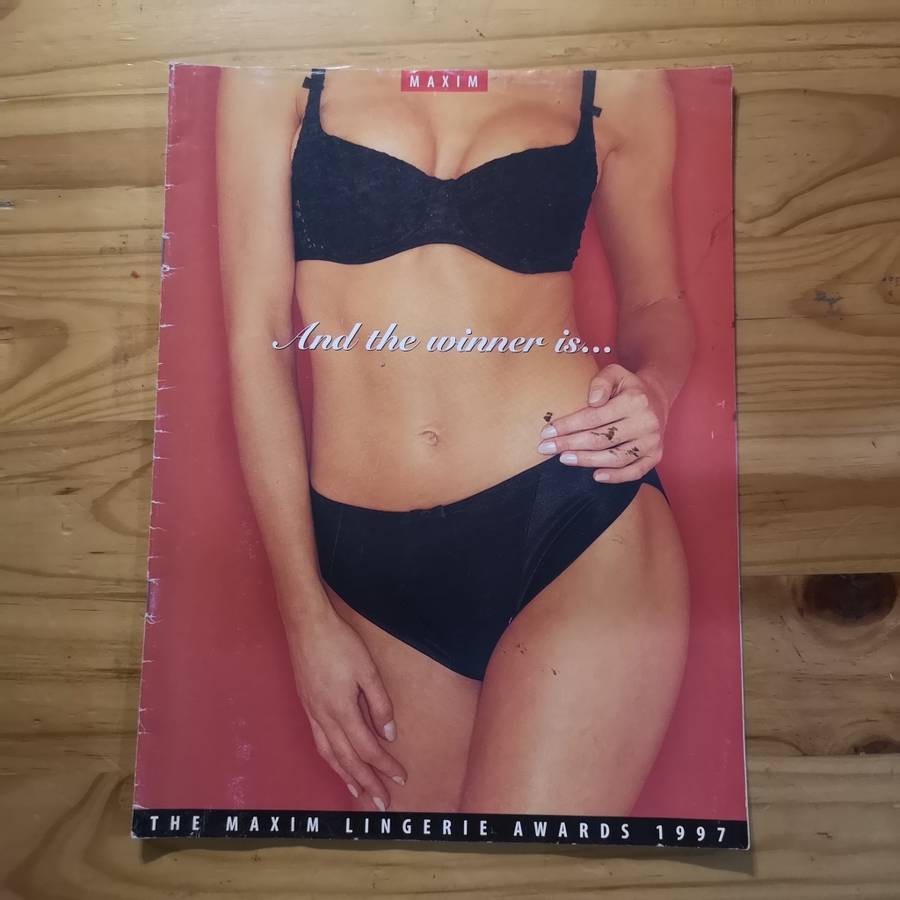 MAXIM
And the winner is...
THE MAXIM LINGERIE AWARDS 1997